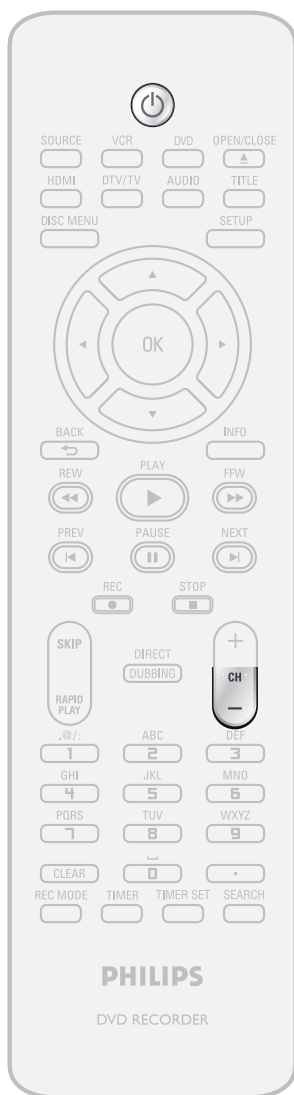 SOURCE VCR DVD OPEN/CLOSE
HDMI DTV/TV AUDIO TITLE
DISC MENU SETUP
OK
BACK INFO
REW PLAY FFW
PREV PAUSE NEXT
REC STOP
SKIP
RAPID
PLAY
DIRECT
DUBBING
+
CH
−
.@/: ABC DEF
1 2 3
GHI JKL MNO
4 5 6
PQRS TUV WXYZ
7 8 9
CLEAR 0 .
REC MODE TIMER TIMER SET SEARCH
PHILIPS
DVD RECORDER